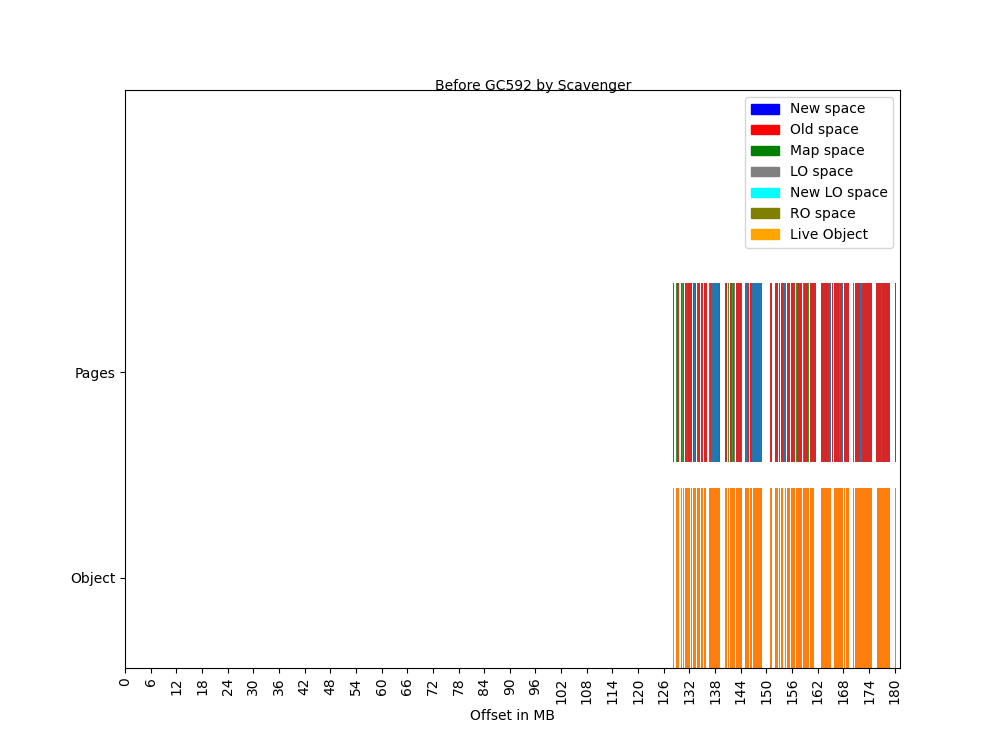 Before GC592 by Scavenger
New space
Old space
Map space
LO space
New LO space
RO space
Live Object
Pages
Object
0 6 12 18 24 30 36 42 48 54 60 66 72 78 84 90 96 102 108 114 120 126 132 138 144 150 156 162 168 174 180
Offset in MB